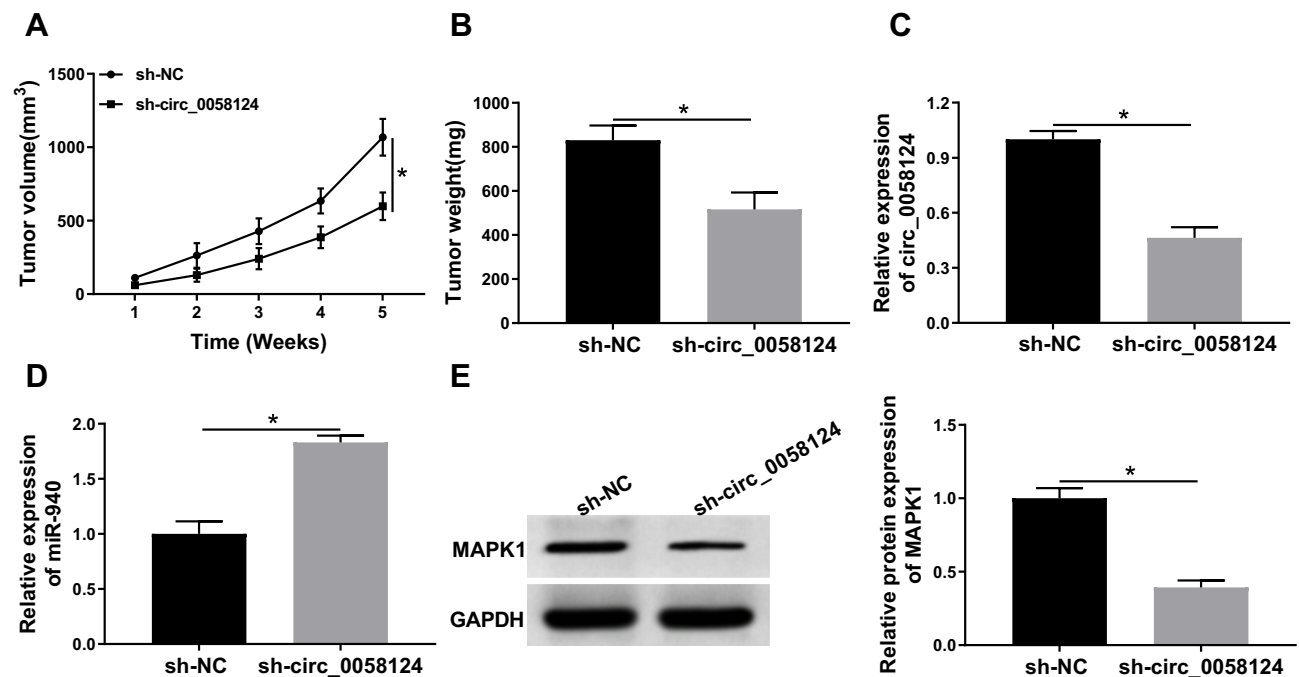 A
Tumor volume(mm3)
1500
1000
500
0
sh-NC
sh-circ_0058124
*
1 2 3 4 5
Time (Weeks)
B
Tumor weight(mg)
1000
800
600
400
200
0
*
sh-NC sh-circ_0058124
C
Relative expression
of circ_0058124
1.2
0.9
0.6
0.3
0.0
*
sh-NC sh-circ_0058124
D
Relative expression
of miR-940
2.0
1.5
1.0
0.5
0.0
*
sh-NC sh-circ_0058124
E
sh-NC sh-circ_0058124
MAPK1
GAPDH
Relative protein expression
of MAPK1
1.5
1.0
0.5
0.0
*
sh-NC sh-circ_0058124